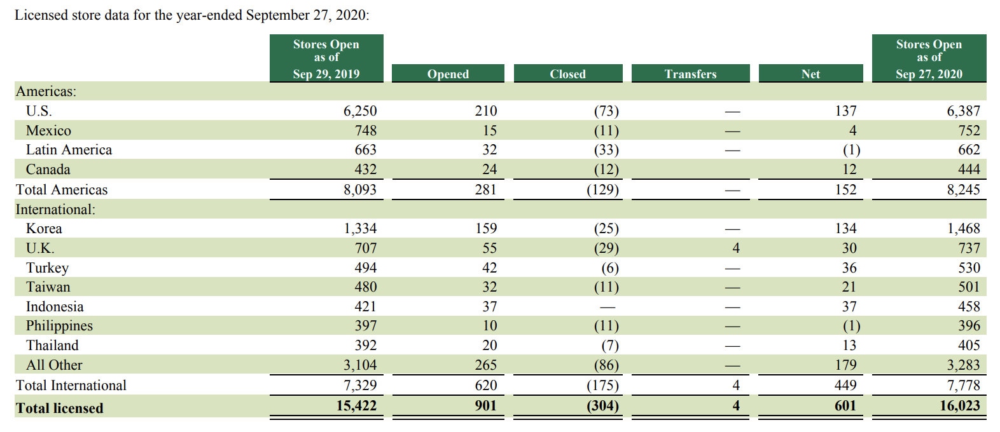 Licensed store data for the year-ended September 27, 2020:
Stores Open as of Sep 29, 2019 Opened Closed Transfers Net Stores Open as of Sep 27, 2020
Americas:
U.S. 6,250 210 (73) — 137 6,387
Mexico 748 15 (11) — 4 752
Latin America 663 32 (33) — (1) 662
Canada 432 24 (12) 12 444
Total Americas 8,093 281 (129) — 152 8,245
International:
Korea 1,334 159 (25) — 134 1,468
U.K. 707 55 (29) 4 30 737
Turkey 494 42 (6) — 36 530
Taiwan 480 32 (11) — 21 501
Indonesia 421 37 — — 37 458
Philippines 397 10 (11) — (1) 396
Thailand 392 20 (7) — 13 405
All Other 3,104 265 (86) — 179 3,283
Total International 7,329 620 (175) 4 449 7,778
Total licensed 15,422 901 (304) 4 601 16,023